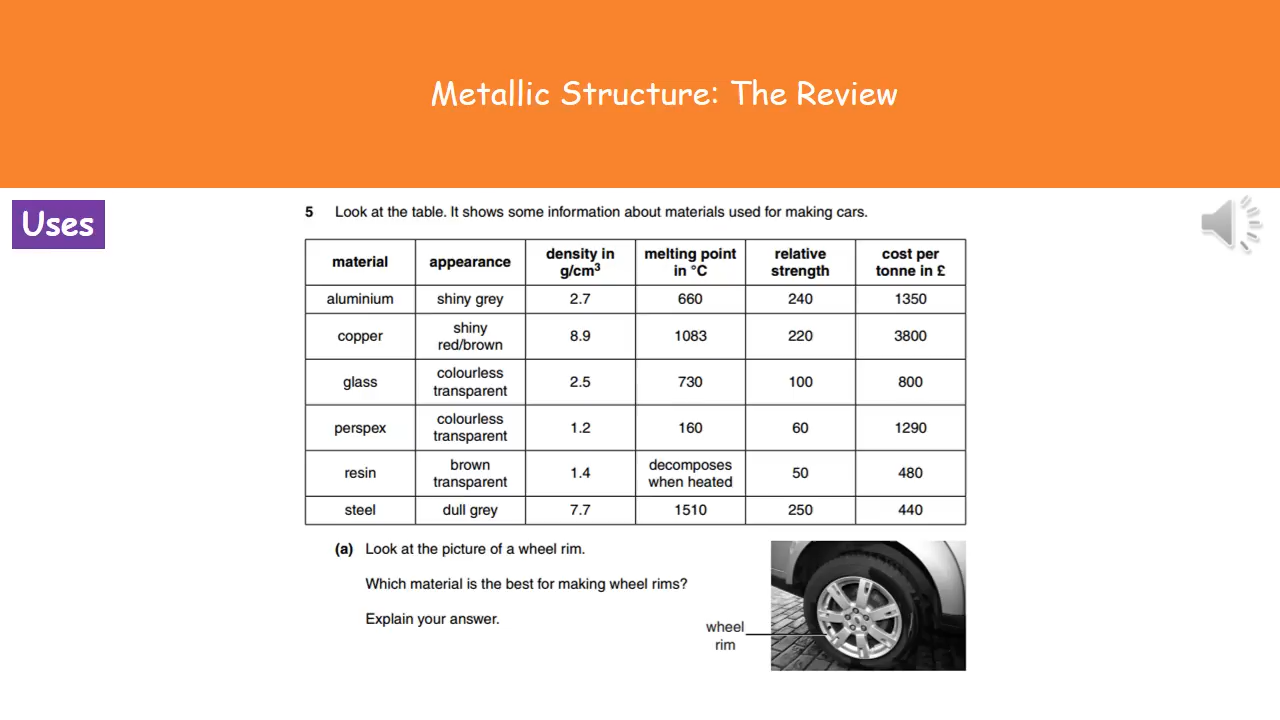 Metallic Structure: The Review
Uses
5 Look at the table. It shows some information about materials used for making cars.
material appearance density in g/cm³ melting point in °C relative strength cost per tonne in £
aluminium shiny grey 2.7 660 240 1350
copper shiny red/brown 8.9 1083 220 3800
glass colourless transparent 2.5 730 100 800
perspex colourless transparent 1.2 160 60 1290
resin brown transparent 1.4 decomposes when heated 50 480
steel dull grey 7.7 1510 250 440
(a) Look at the picture of a wheel rim.
Which material is the best for making wheel rims?
Explain your answer.
wheel
rim